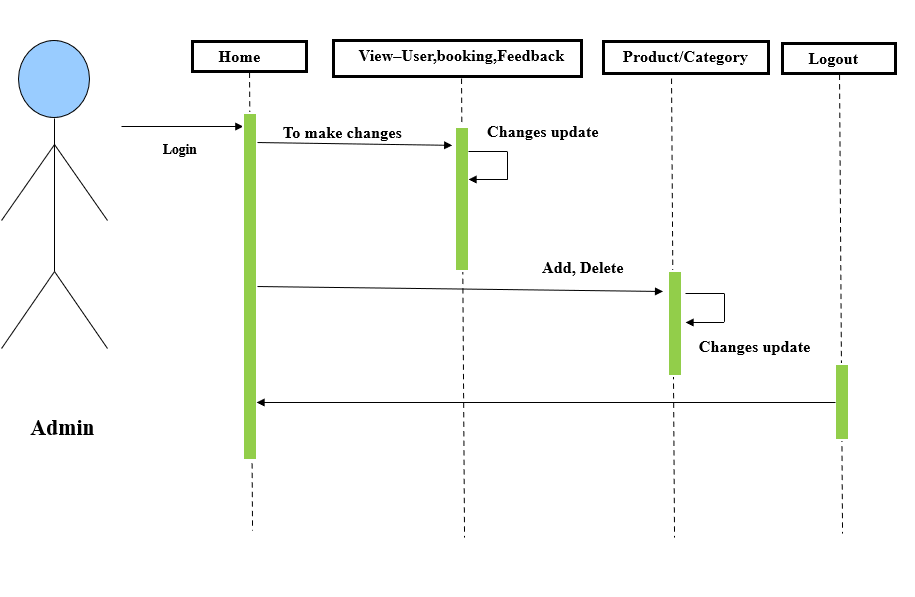 Home
View–User,booking,Feedback
Product/Category
Logout
To make changes
Changes update
Login
Add, Delete
Changes update
Admin